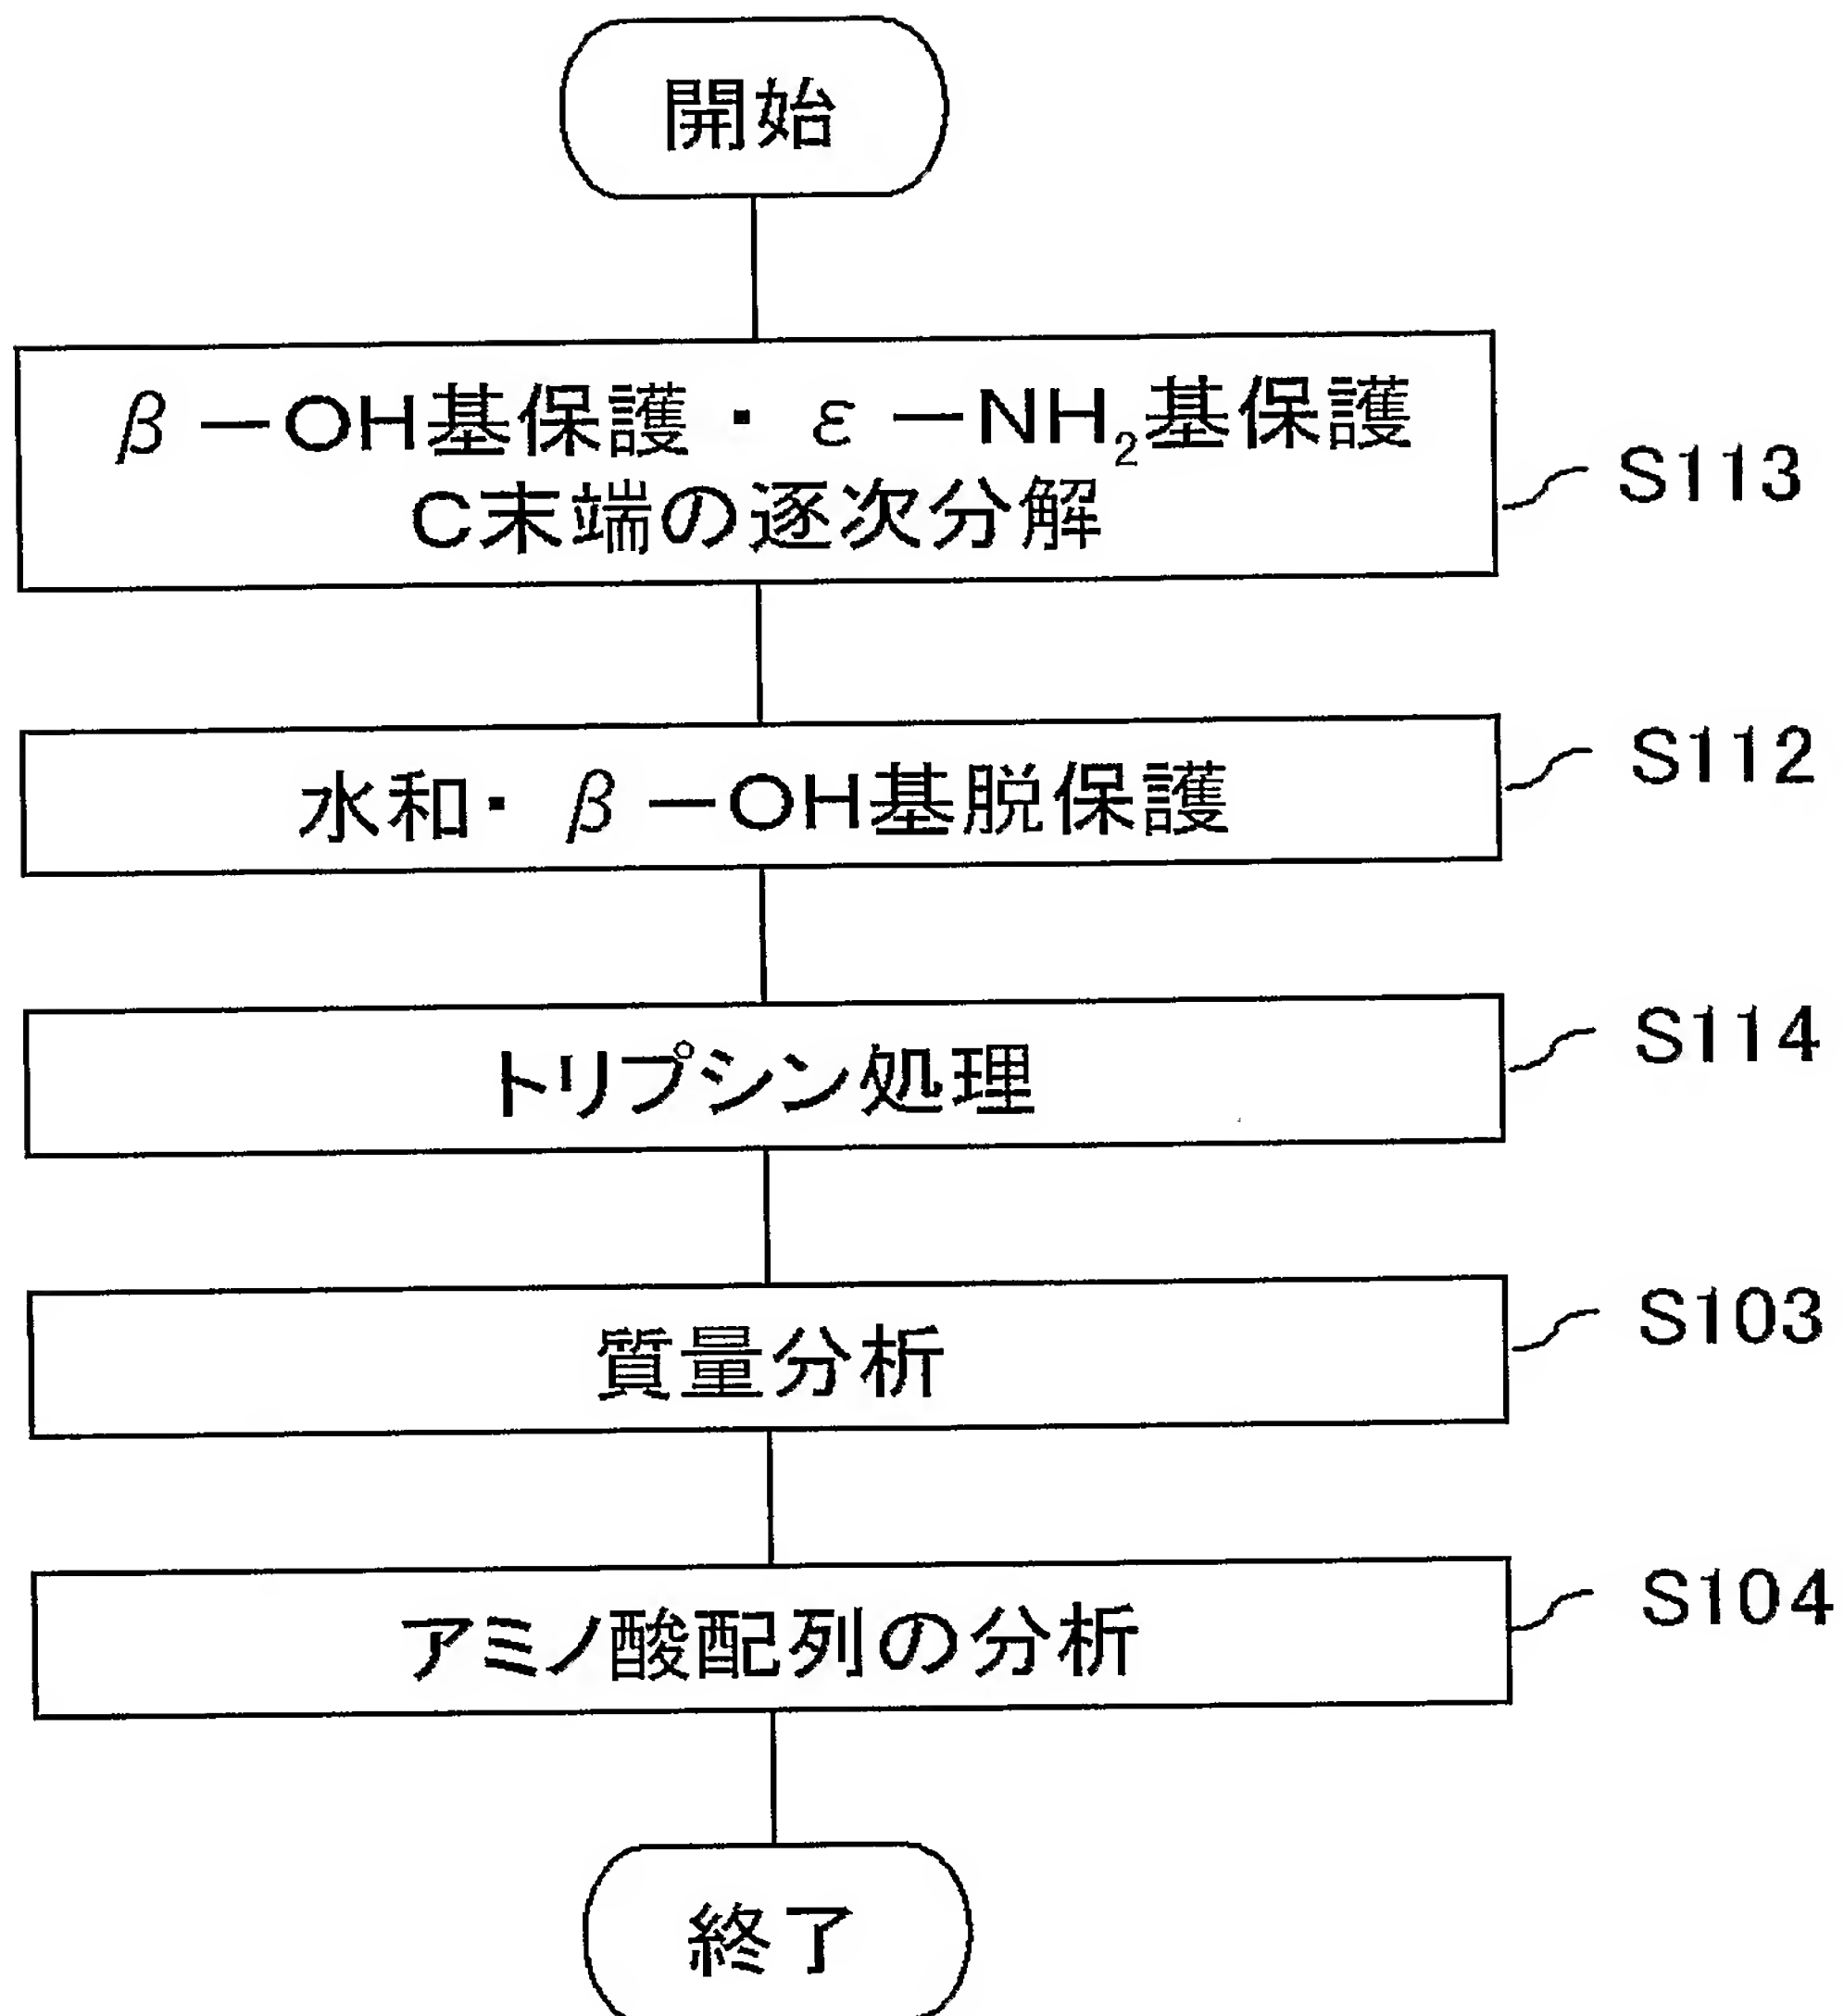 開始
β－OH基保護・ε－NH₂基保護
C末端の逐次分解
S113
水和・β－OH基脱保護
S112
トリプシン処理
S114
質量分析
S103
アミノ酸配列の分析
S104
終了